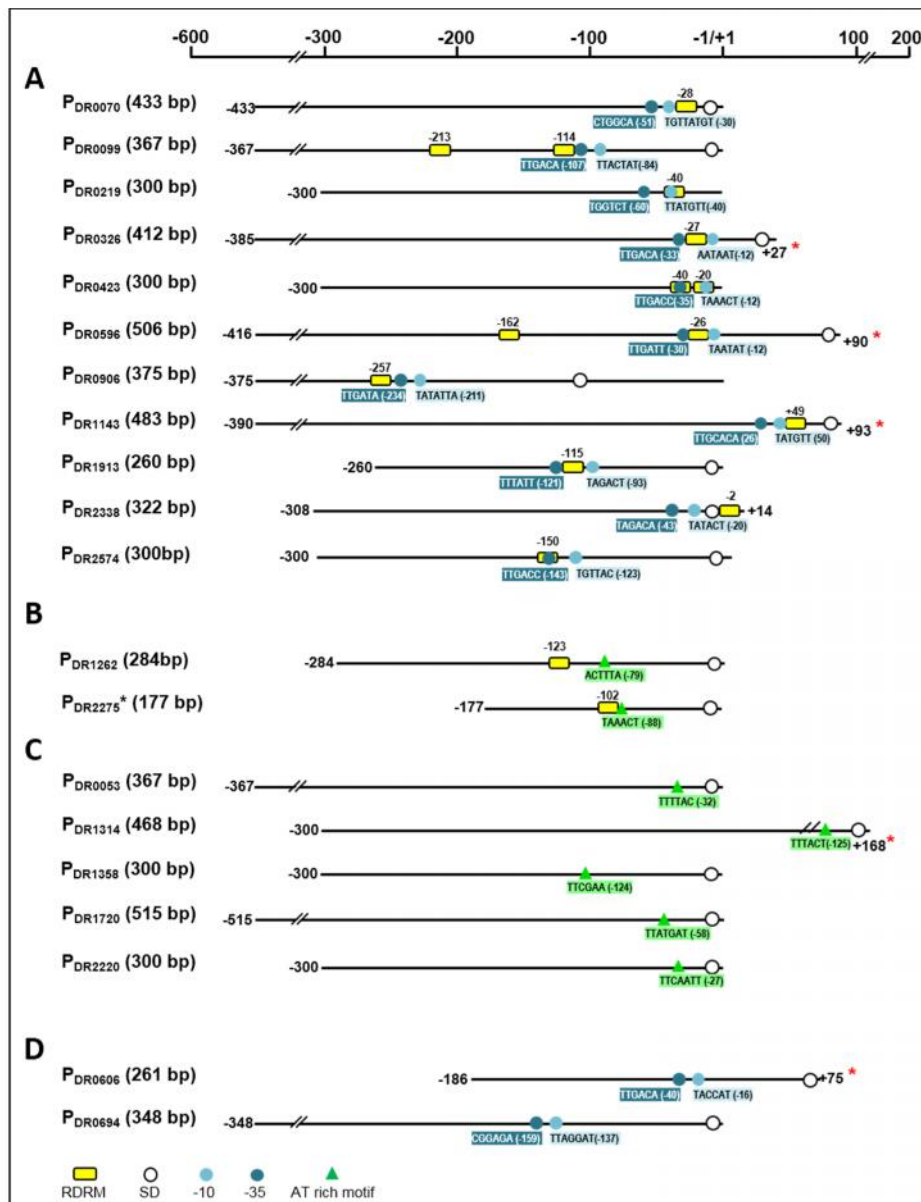 -600 -300 -200 -100 -1/+1 100 200
A
-28
PDR0070 (433 bp) -433
CTGGCA (-51) TGTTATGT (-30)
-213 -114
PDR0099 (367 bp) -367
TTGACA (-107) TTACTAT(-84)
-40
PDR0219 (300 bp) -300
TGGTCT (-60) TTATGTT(-40)
-27
PDR0326 (412 bp) -385
TTGACA (-33) AATAAT(-12) +27 *
-40 -20
PDR0423 (300 bp) -300
TTGACC(-35) TAAACT (-12)
-162 -26
PDR0596 (506 bp) -416
TTGATT (-30) TAATAT (-12) +90 *
-257
PDR0906 (375 bp) -375
TTGATA (-234) TATATTA (-211)
+49
PDR1143 (483 bp) -390
TTGCACA (26) TATGTT (50) +93 *
-115
PDR1913 (260 bp) -260
TTTATT (-121) TAGACT (-93)
-2
PDR2338 (322 bp) -308 +14
TAGACA (-43) TATACT (-20)
-150
PDR2574 (300bp) -300
TTGACC (-143) TGTTAC (-123)
B
-123
PDR1262 (284bp) -284
ACTTTA (-79)
-102
PDR2275* (177 bp) -177
TAAACT (-88)
C
PDR0053 (367 bp) -367
TTTTAC (-32)
PDR1314 (468 bp) -300
TTTACT(-125) +168 *
PDR1358 (300 bp) -300
TTCGAA (-124)
PDR1720 (515 bp) -515
TTATGAT (-58)
PDR2220 (300 bp) -300
TTCAATT (-27)
D
PDR0606 (261 bp) -186 +75 *
TTGACA (-40) TACCAT (-16)
PDR0694 (348 bp) -348
CGGAGA (-159) TTAGGAT(-137)
RDRM SD -10 -35 AT rich motif